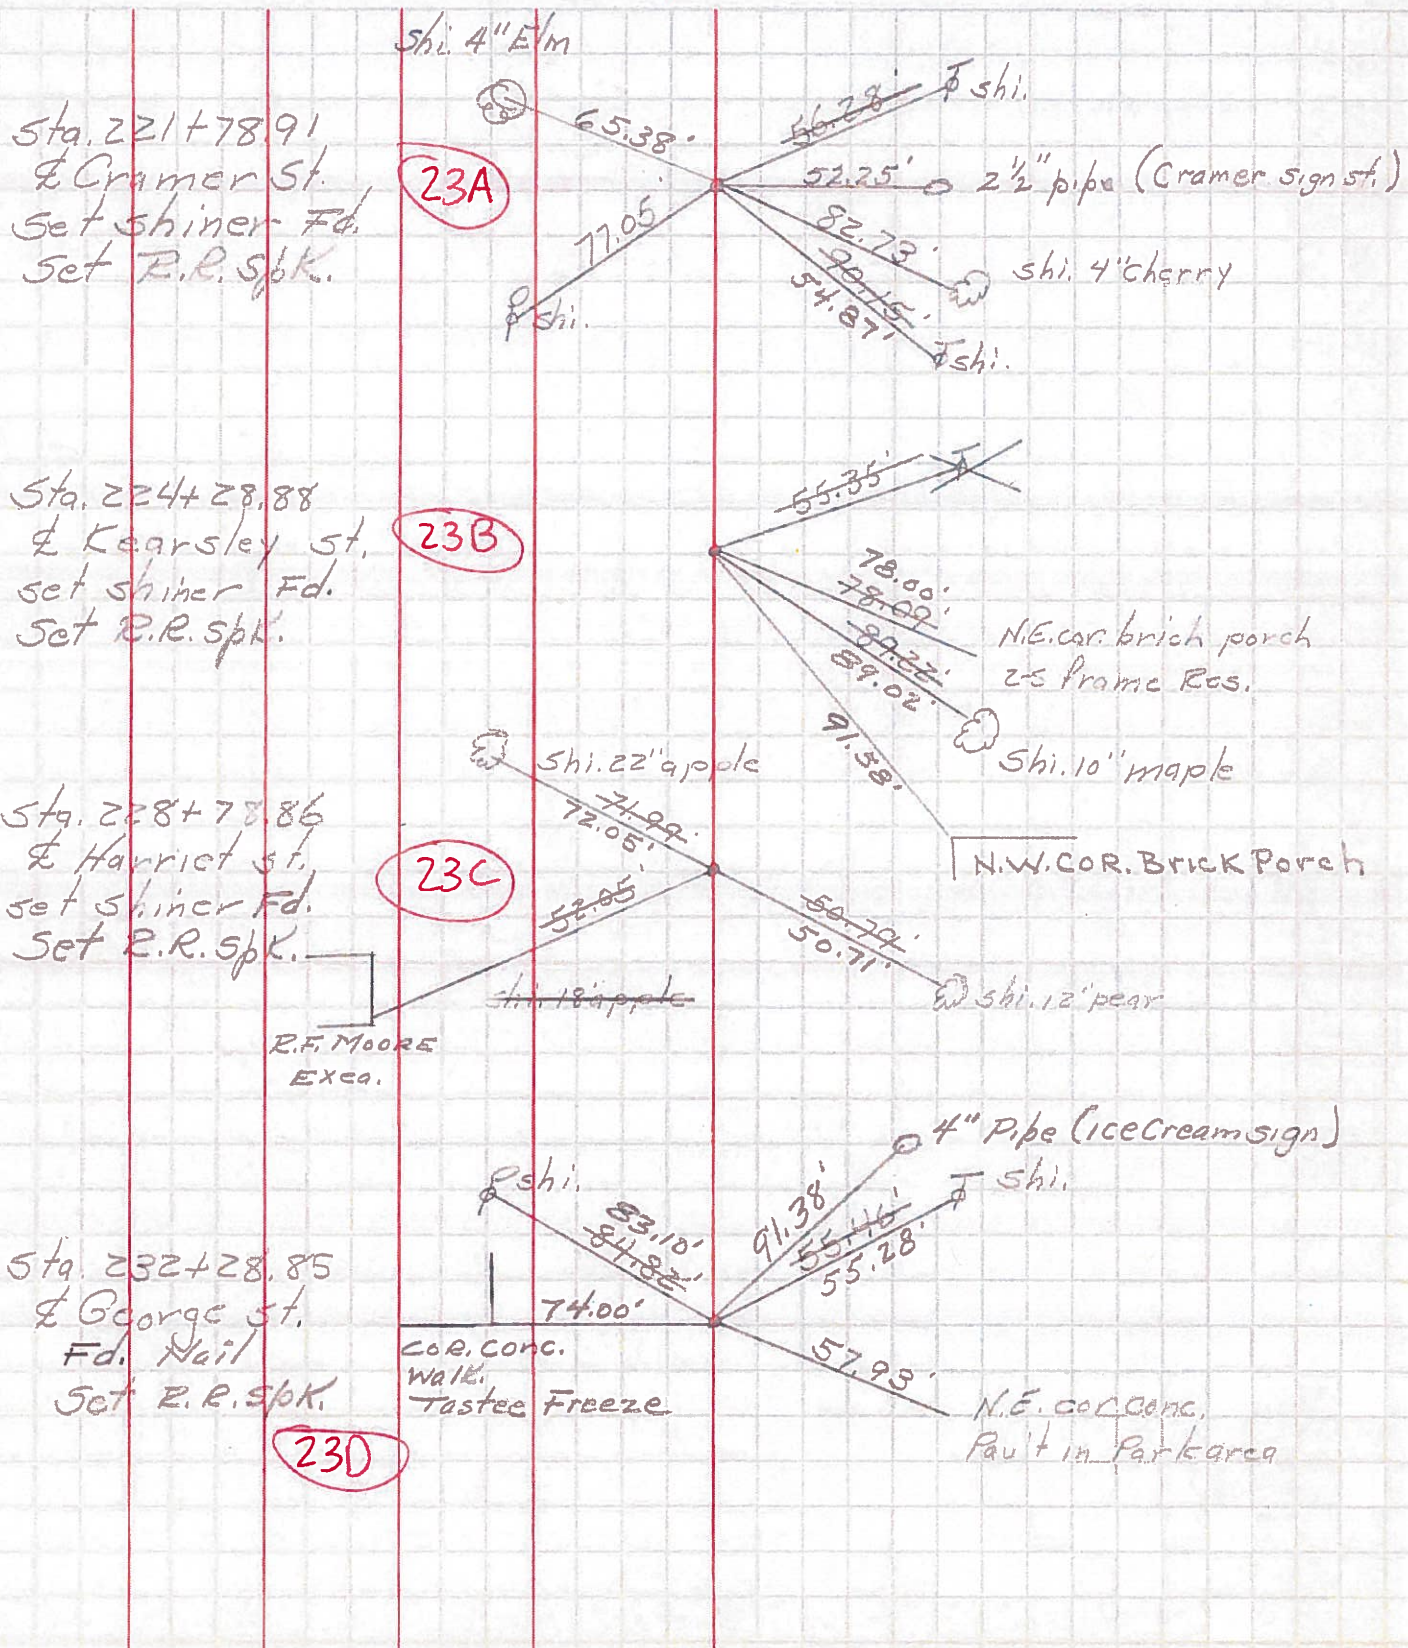 Shi. 4" Elm
Sta. 221+78.91
℄ Cramer St.
Set shiner Fd.
Set R.R. Spk.
23A
65.38'
77.05'
shi.
56.28'
shi.
52.25'
2½" pipe (Cramer sign st.)
82.73'
shi. 4" cherry
90.15'
54.87'
shi.
Sta. 224+28.88
℄ Kearsley St.
set shiner Fd.
Set R.R. spk.
23B
55.35'
78.00'
78.09'
N.E. cor. brich porch
2-S Frame Res.
89.22'
89.02'
Shi. 10" maple
91.58'
N.W. COR. Brick Porch
Sta. 228+78.86
℄ Harriet St.
set shiner Fd.
Set R.R. Spk.
23C
Shi. 22" apple
71.99'
72.05'
52.05'
shi. 18" apple
R.F. MOORE
Exca.
50.79'
50.71'
shi. 12" pear
Sta. 232+28.85
℄ George St.
Fd. Nail
Set R.R. Spk.
23D
shi.
83.10'
84.82'
74.00'
COR. CONC.
Walk.
Tastee Freeze
91.38'
4" Pipe (ice Cream sign)
55.16'
55.28'
Shi.
57.93'
N.E. cor conc.
Pav't in Park area